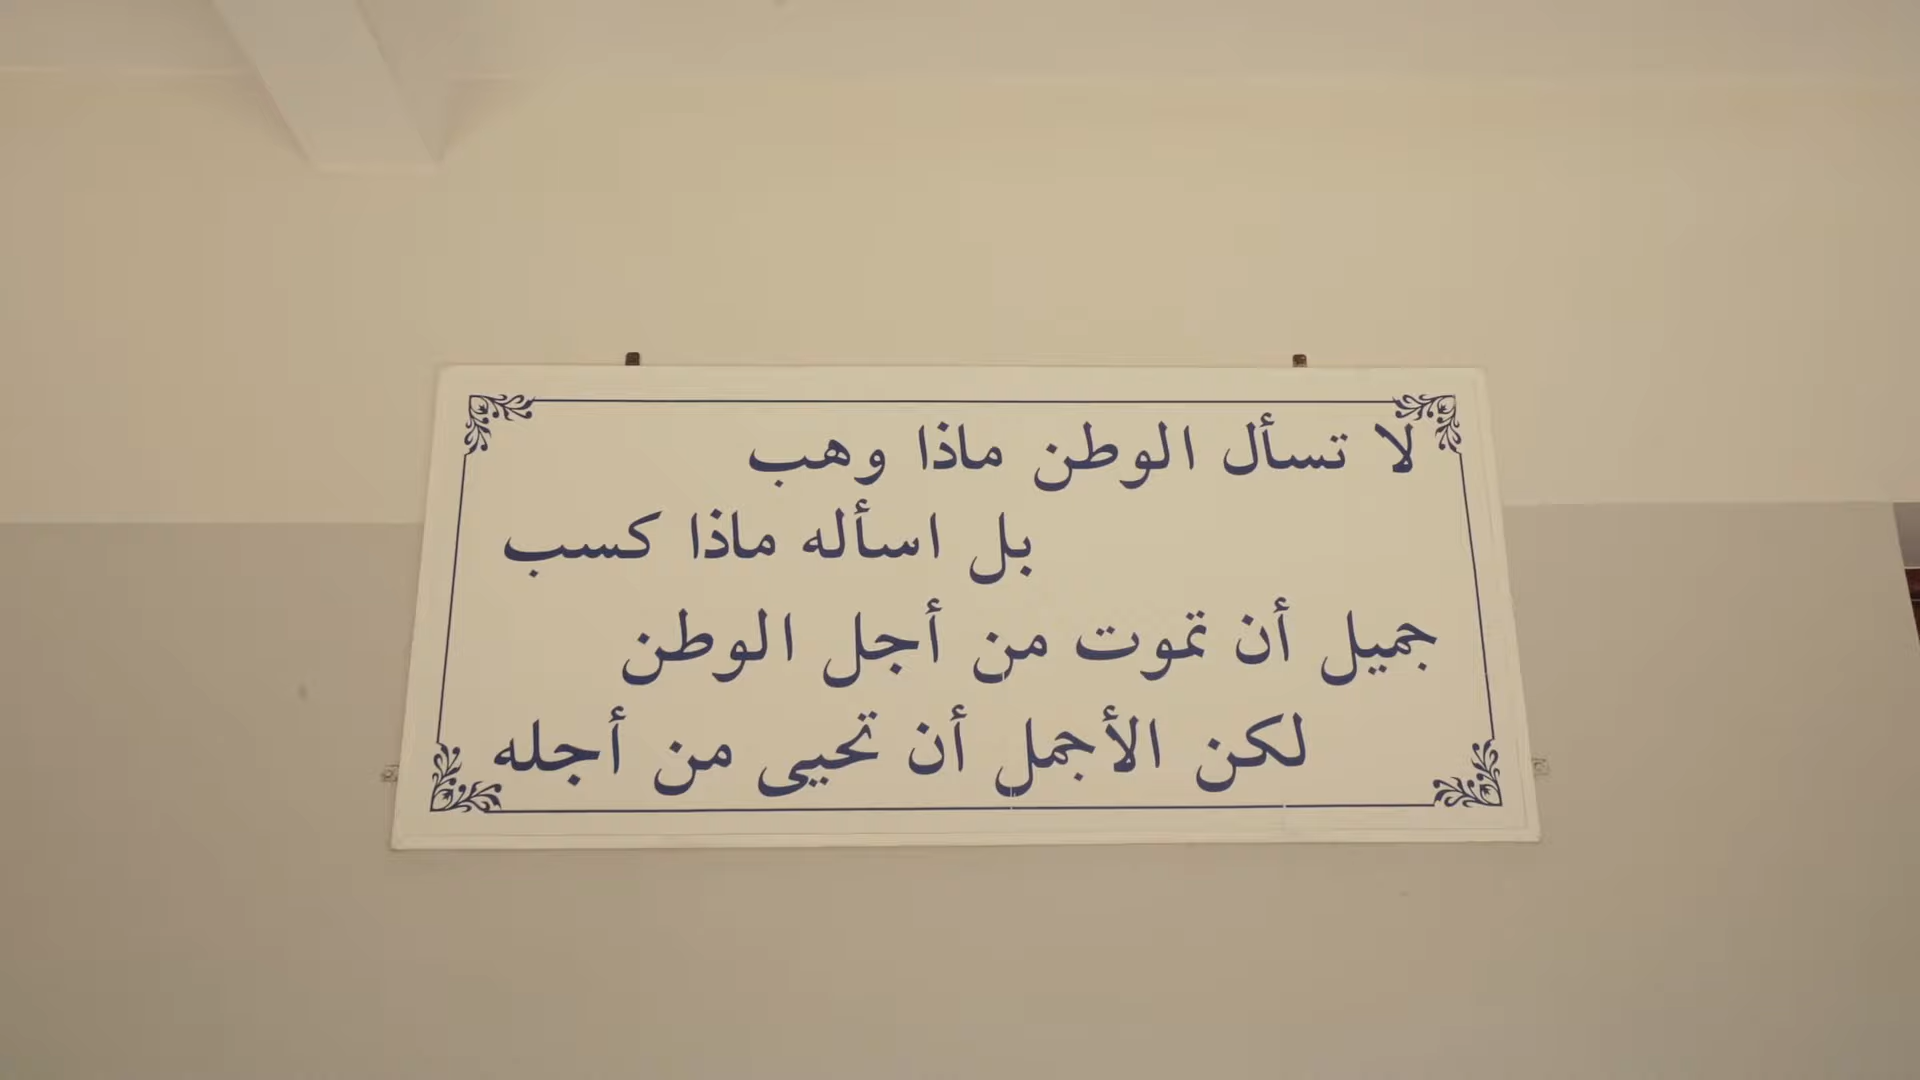 لا تسأل الوطن ماذا وهب
بل اسأله ماذا كسب
جميل أن تموت من أجل الوطن
لكن الأجمل أن تحيى من أجله